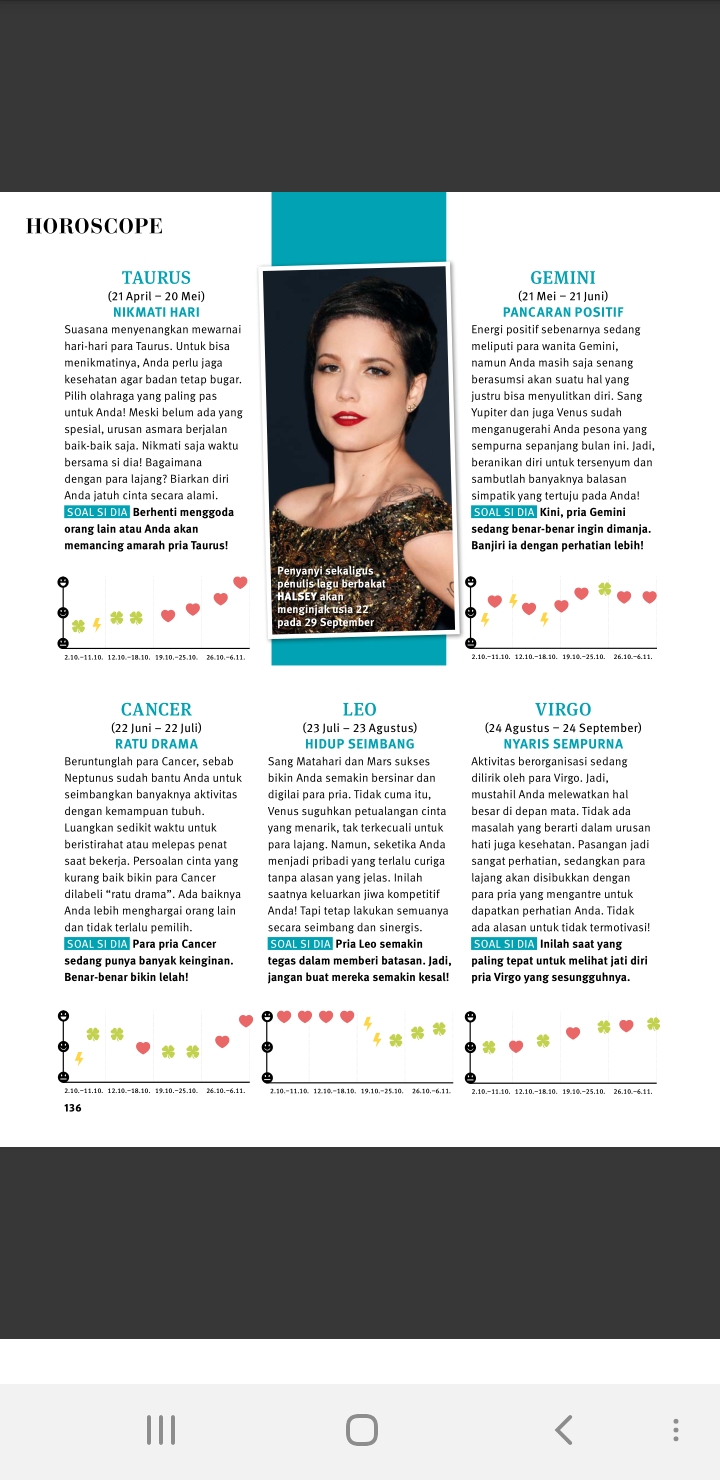 HOROSCOPE
TAURUS
(21 April – 20 Mei)
NIKMATI HARI
Suasana menyenangkan mewarnai
hari-hari para Taurus. Untuk bisa
menikmatinya, Anda perlu jaga
kesehatan agar badan tetap bugar.
Pilih olahraga yang paling pas
untuk Anda! Meski belum ada yang
spesial, urusan asmara berjalan
baik-baik saja. Nikmati saja waktu
bersama si dia! Bagaimana
dengan para lajang? Biarkan diri
Anda jatuh cinta secara alami.
SOAL SI DIA Berhenti menggoda
orang lain atau Anda akan
memancing amarah pria Taurus!
2.10.–11.10. 12.10.–18.10. 19.10.–25.10. 26.10.–6.11.
Penyanyi sekaligus
penulis lagu berbakat
HALSEY akan
menginjak usia 22
pada 29 September
GEMINI
(21 Mei – 21 Juni)
PANCARAN POSITIF
Energi positif sebenarnya sedang
meliputi para wanita Gemini,
namun Anda masih saja senang
berasumsi akan suatu hal yang
justru bisa menyulitkan diri. Sang
Yupiter dan juga Venus sudah
menganugerahi Anda pesona yang
sempurna sepanjang bulan ini. Jadi,
beranikan diri untuk tersenyum dan
sambutlah banyaknya balasan
simpatik yang tertuju pada Anda!
SOAL SI DIA Kini, pria Gemini
sedang benar-benar ingin dimanja.
Banjiri ia dengan perhatian lebih!
2.10.–11.10. 12.10.–18.10. 19.10.–25.10. 26.10.–6.11.
CANCER
(22 Juni – 22 Juli)
RATU DRAMA
Beruntunglah para Cancer, sebab
Neptunus sudah bantu Anda untuk
seimbangkan banyaknya aktivitas
dengan kemampuan tubuh.
Luangkan sedikit waktu untuk
beristirahat atau melepas penat
saat bekerja. Persoalan cinta yang
kurang baik bikin para Cancer
dilabeli “ratu drama”. Ada baiknya
Anda lebih menghargai orang lain
dan tidak terlalu pemilih.
SOAL SI DIA Para pria Cancer
sedang punya banyak keinginan.
Benar-benar bikin lelah!
2.10.–11.10. 12.10.–18.10. 19.10.–25.10. 26.10.–6.11.
LEO
(23 Juli – 23 Agustus)
HIDUP SEIMBANG
Sang Matahari dan Mars sukses
bikin Anda semakin bersinar dan
digilai para pria. Tidak cuma itu,
Venus suguhkan petualangan cinta
yang menarik, tak terkecuali untuk
para lajang. Namun, seketika Anda
menjadi pribadi yang terlalu curiga
tanpa alasan yang jelas. Inilah
saatnya keluarkan jiwa kompetitif
Anda! Tapi tetap lakukan semuanya
secara seimbang dan sinergis.
SOAL SI DIA Pria Leo semakin
tegas dalam memberi batasan. Jadi,
jangan buat mereka semakin kesal!
2.10.–11.10. 12.10.–18.10. 19.10.–25.10. 26.10.–6.11.
VIRGO
(24 Agustus – 24 September)
NYARIS SEMPURNA
Aktivitas berorganisasi sedang
dilirik oleh para Virgo. Jadi,
mustahil Anda melewatkan hal
besar di depan mata. Tidak ada
masalah yang berarti dalam urusan
hati juga kesehatan. Pasangan jadi
sangat perhatian, sedangkan para
lajang akan disibukkan dengan
para pria yang mengantre untuk
dapatkan perhatian Anda. Tidak
ada alasan untuk tidak termotivasi!
SOAL SI DIA Inilah saat yang
paling tepat untuk melihat jati diri
pria Virgo yang sesungguhnya.
2.10.–11.10. 12.10.–18.10. 19.10.–25.10. 26.10.–6.11.
136